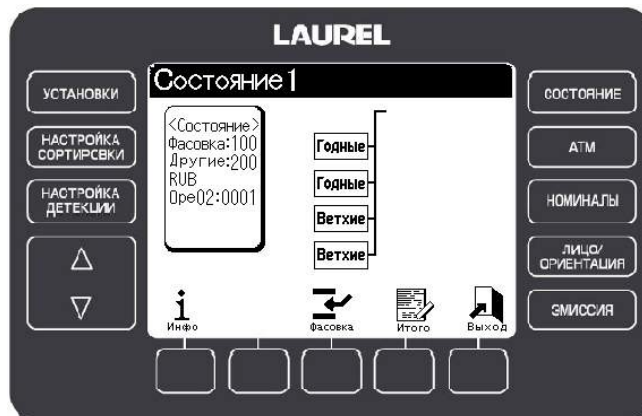 LAUREL
УСТАНОВКИ
НАСТРОЙКА
СОРТИРСВКИ
НАСТРОЙКА
ДЕТЕКЦИИ
Состояние1
<Состояние>
Фасовка:100
Другие:200
RUB
Оре02:0001
Годные
Годные
Ветхие
Ветхие
Инфо
Фасовка
Итого
Выход
СОСТОЯНИЕ
АТМ
НОМИНАЛЫ
ЛИЦО/
ОРИЕНТАЦИЯ
ЭМИССИЯ